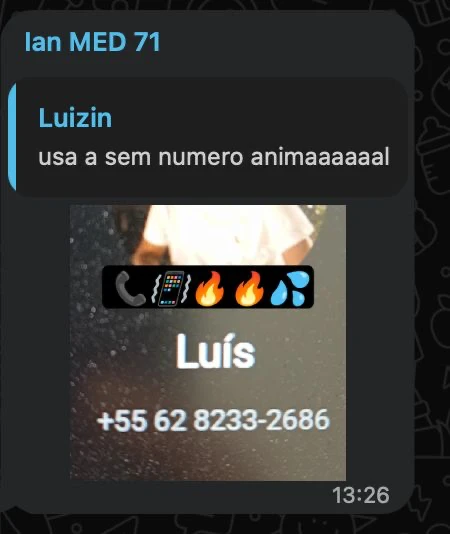 Ian MED 71
Luizin
usa a sem numero animaaaaaal
📞📳🔥🔥💦
Luís
+55 62 8233-2686
13:26